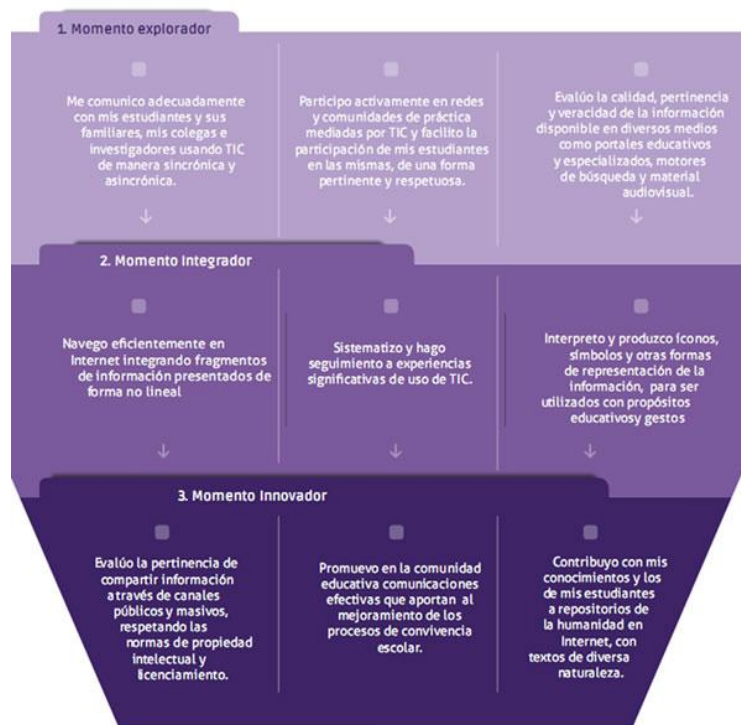 1. Momento explorador
Me comunico adecuadamente
con mis estudiantes y sus
familiares, mis colegas e
investigadores usando TIC
de manera sincrónica y
asincrónica.
Participo activamente en redes
y comunidades de práctica
mediadas por TIC y facilito la
participación de mis estudiantes
en las mismas, de una forma
pertinente y respetuosa.
Evalúo la calidad, pertinencia
y veracidad de la información
disponible en diversos medios
como portales educativos
y especializados, motores
de búsqueda y material
audiovisual.
2. Momento Integrador
Navego eficientemente en
Internet integrando fragmentos
de información presentados de
forma no lineal
Sistematizo y hago
seguimiento a experiencias
significativas de uso de TIC.
Interpreto y produzco íconos,
símbolos y otras formas
de representación de la
información, para ser
utilizados con propósitos
educativosy gestos
3. Momento Innovador
Evalúo la pertinencia de
compartir información
através de canales
públicos y masivos,
respetando las
normas de propiedad
intelectual y
licenciamiento.
Promuevo en la comunidad
educativa comunicaciones
efectivas que aportan al
mejoramiento de los
procesos de convivencia
escolar.
Contribuyo con mis
conocimientos y los
de mis estudiantes
a repositorios de
la humanidad en
Internet, con
textos de diversa
naturaleza.